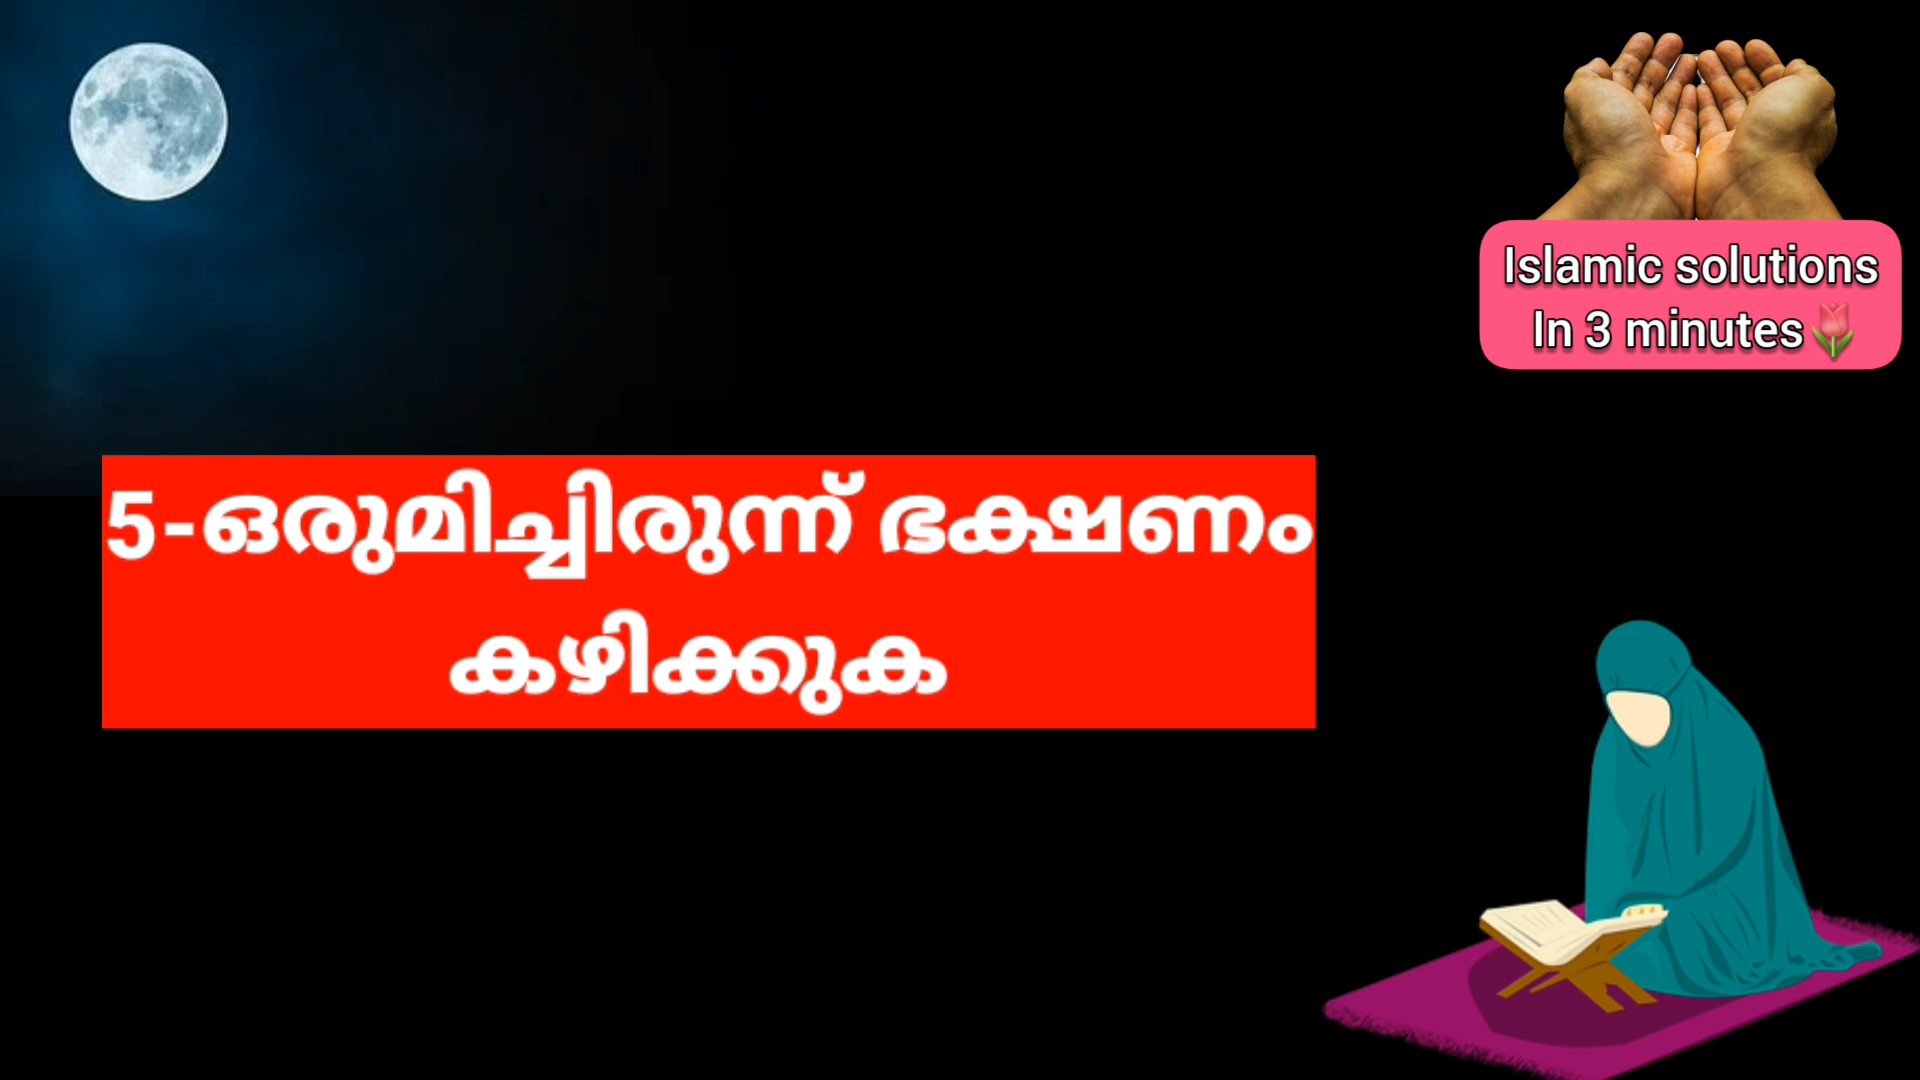 Islamic solutions
In 3 minutes🌷
5-ഒരുമിച്ചിരുന്ന് ഭക്ഷണം
കഴിക്കുക